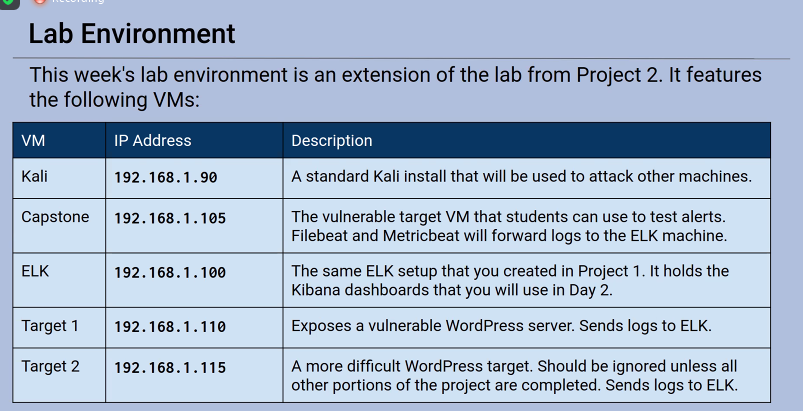 Recording
Lab Environment
This week's lab environment is an extension of the lab from Project 2. It features
the following VMs:
VM IP Address Description
Kali 192.168.1.90 A standard Kali install that will be used to attack other machines.
Capstone 192.168.1.105 The vulnerable target VM that students can use to test alerts.
Filebeat and Metricbeat will forward logs to the ELK machine.
ELK 192.168.1.100 The same ELK setup that you created in Project 1. It holds the
Kibana dashboards that you will use in Day 2.
Target 1 192.168.1.110 Exposes a vulnerable WordPress server. Sends logs to ELK.
Target 2 192.168.1.115 A more difficult WordPress target. Should be ignored unless all
other portions of the project are completed. Sends logs to ELK.